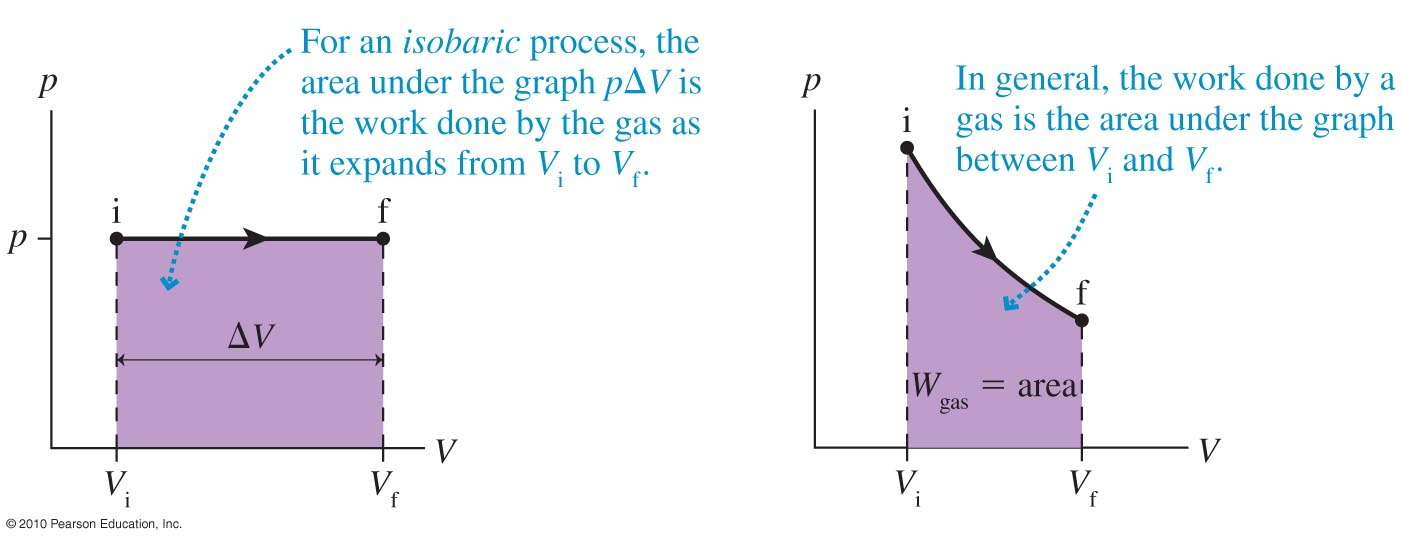 For an isobaric process, the
area under the graph pΔV is
the work done by the gas as
it expands from Vi to Vf.
p
i
f
p
ΔV
V
Vi
Vf
© 2010 Pearson Education, Inc.
In general, the work done by a
gas is the area under the graph
between Vi and Vf.
p
i
f
Wgas = area
V
Vi
Vf